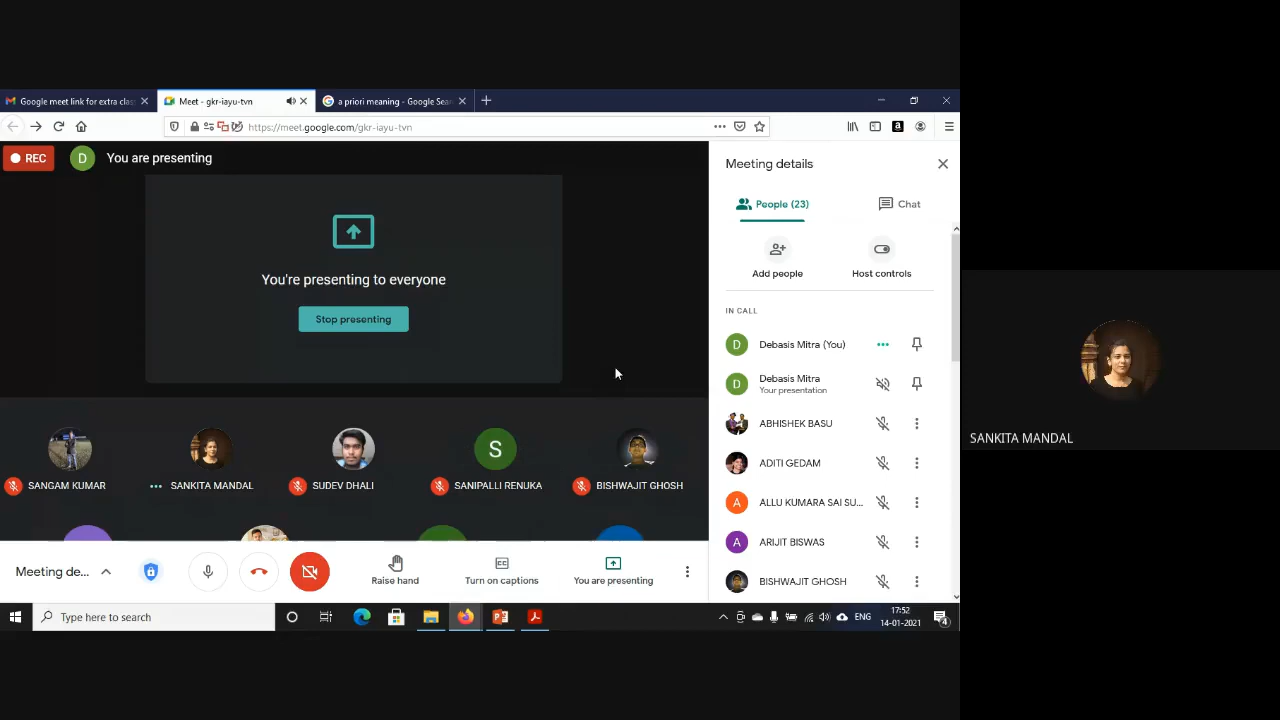 Google meet link for extra clas
Meet - gkr-iayu-tvn
a priori meaning - Google Sea
https://meet.google.com/gkr-iayu-tvn
REC
D
You are presenting
Meeting details
People (23)
Chat
You're presenting to everyone
Stop presenting
Add people
Host controls
IN CALL
D
Debasis Mitra (You)
D
Debasis Mitra
Your presentation
ABHISHEK BASU
ADITI GEDAM
A
ALLU KUMARA SAI SU...
A
ARIJIT BISWAS
BISHWAJIT GHOSH
S
SANGAM KUMAR
SANKITA MANDAL
SUDEV DHALI
SANIPALLI RENUKA
BISHWAJIT GHOSH
Meeting de...
Raise hand
CC
Turn on captions
You are presenting
Type here to search
ENG
17:52
14-01-2021
4
SANKITA MANDAL